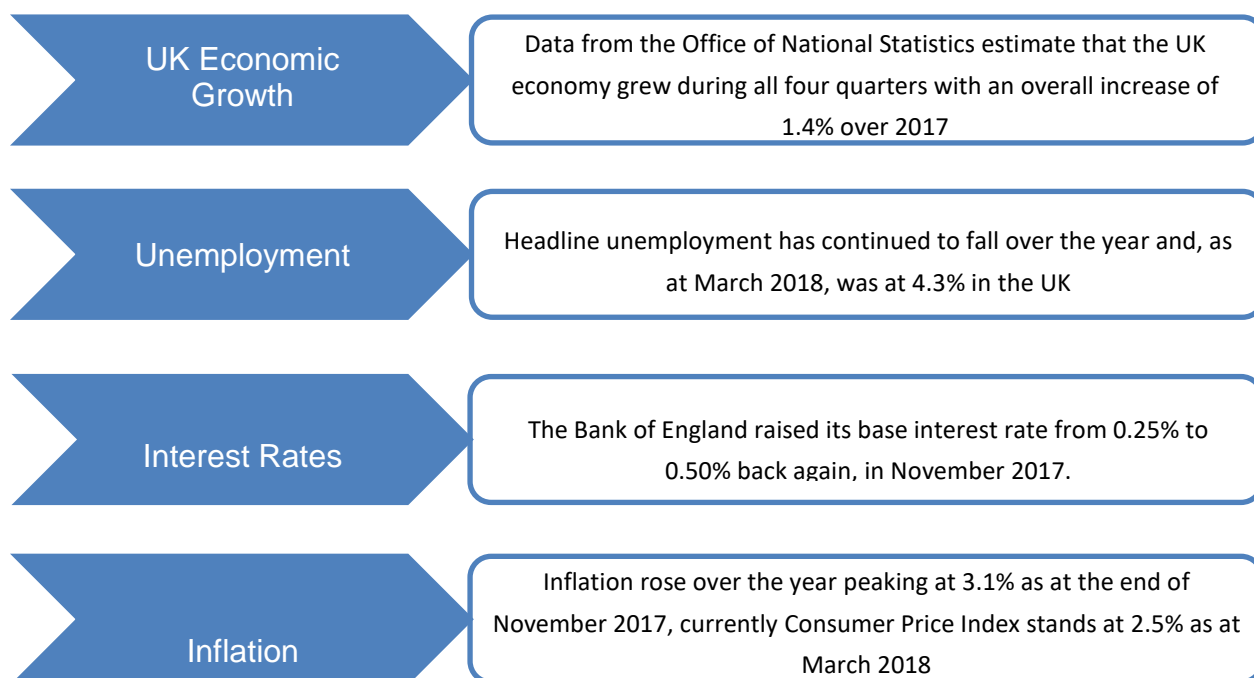 UK Economic
Growth
Data from the Office of National Statistics estimate that the UK
economy grew during all four quarters with an overall increase of
1.4% over 2017
Unemployment
Headline unemployment has continued to fall over the year and, as
at March 2018, was at 4.3% in the UK
Interest Rates
The Bank of England raised its base interest rate from 0.25% to
0.50% back again, in November 2017.
Inflation
Inflation rose over the year peaking at 3.1% as at the end of
November 2017, currently Consumer Price Index stands at 2.5% as at
March 2018